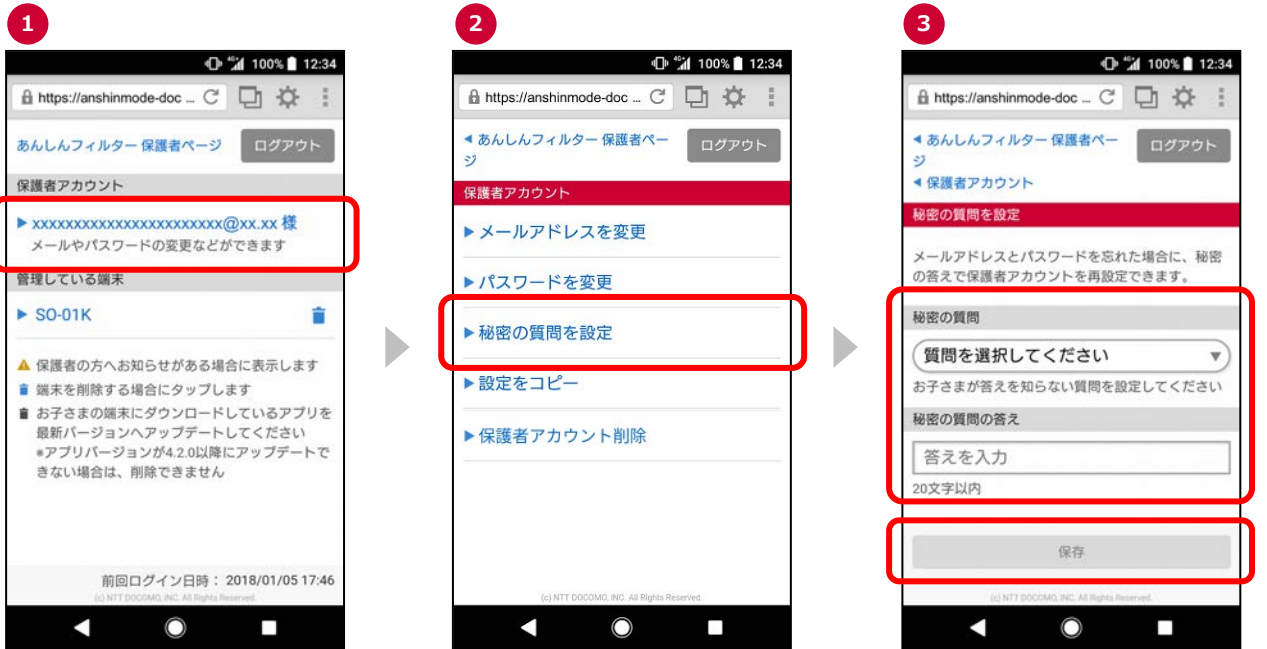 1
100% 12:34
https://anshinmode-doc ...
あんしんフィルター 保護者ページ
ログアウト
保護者アカウント
▶ xxxxxxxxxxxxxxxxxxxxxxx@xx.xx 様
メールやパスワードの変更などができます
管理している端末
▶ SO-01K
保護者の方へお知らせがある場合に表示します
端末を削除する場合にタップします
お子さまの端末にダウンロードしているアプリを
最新バージョンへアップデートしてください
※アプリバージョンが4.2.0以降にアップデートで
きない場合は、削除できません
前回ログイン日時： 2018/01/05 17:46
(c) NTT DOCOMO, INC. All Rights Reserved.
2
100% 12:34
https://anshinmode-doc ...
◀ あんしんフィルター 保護者ペー
ジ
ログアウト
保護者アカウント
▶ メールアドレスを変更
▶ パスワードを変更
▶ 秘密の質問を設定
▶ 設定をコピー
▶ 保護者アカウント削除
(c) NTT DOCOMO, INC. All Rights Reserved.
3
100% 12:34
https://anshinmode-doc ...
◀ あんしんフィルター 保護者ペー
ジ
ログアウト
◀ 保護者アカウント
秘密の質問を設定
メールアドレスとパスワードを忘れた場合に、秘密
の答えで保護者アカウントを再設定できます。
秘密の質問
質問を選択してください ▼
お子さまが答えを知らない質問を設定してください
秘密の質問の答え
答えを入力
20文字以内
保存
(c) NTT DOCOMO, INC. All Rights Reserved.